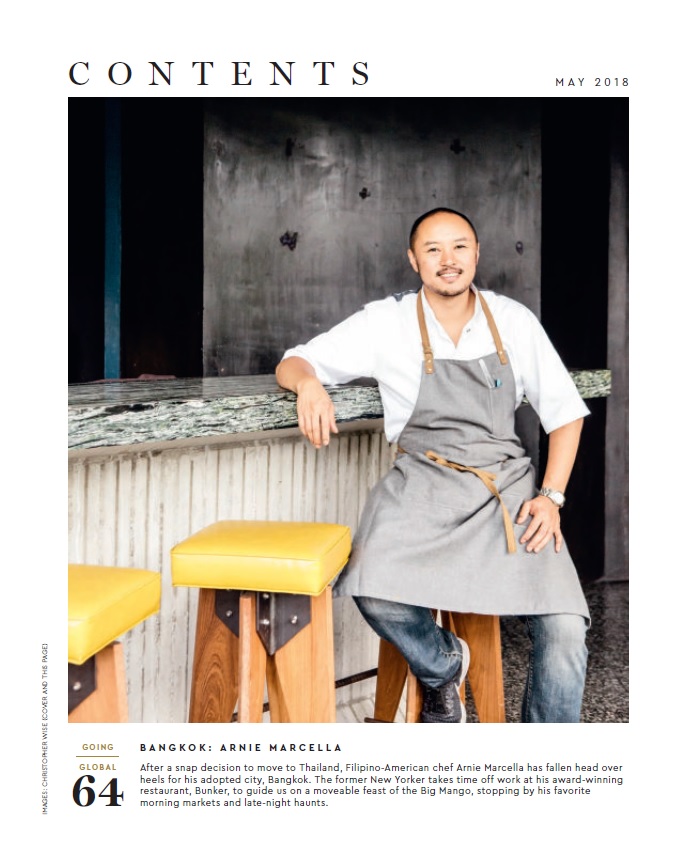 CONTENTS
MAY 2018
IMAGES: CHRISTOPHER WISE (COVER AND THIS PAGE)
GOING
GLOBAL
64
BANGKOK: ARNIE MARCELLA
After a snap decision to move to Thailand, Filipino-American chef Arnie Marcella has fallen head over
heels for his adopted city, Bangkok. The former New Yorker takes time off work at his award-winning
restaurant, Bunker, to guide us on a moveable feast of the Big Mango, stopping by his favorite
morning markets and late-night haunts.